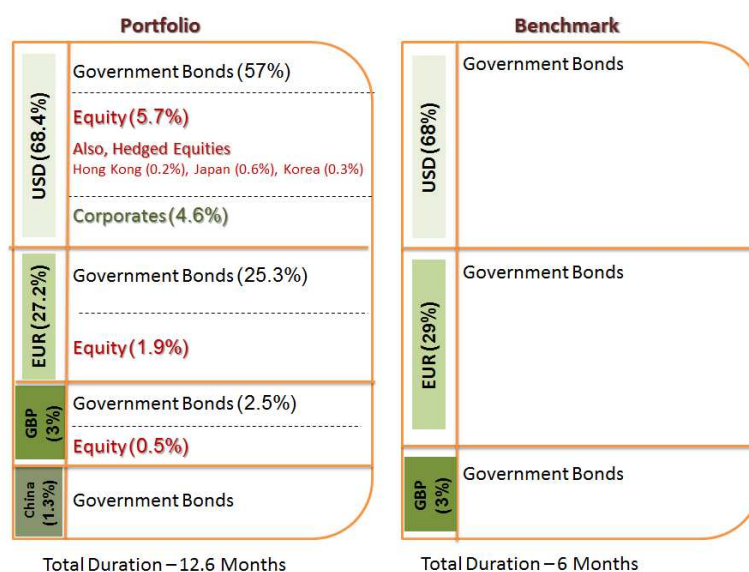 Portfolio
USD (68.4%)
Government Bonds (57%)
Equity (5.7%)
Also, Hedged Equities
Hong Kong (0.2%), Japan (0.6%), Korea (0.3%)
Corporates (4.6%)
EUR (27.2%)
Government Bonds (25.3%)
Equity (1.9%)
GBP
(3%)
Government Bonds (2.5%)
Equity (0.5%)
China
(1.3%)
Government Bonds
Total Duration – 12.6 Months
Benchmark
USD (68%)
Government Bonds
EUR (29%)
Government Bonds
GBP
(3%)
Government Bonds
Total Duration – 6 Months